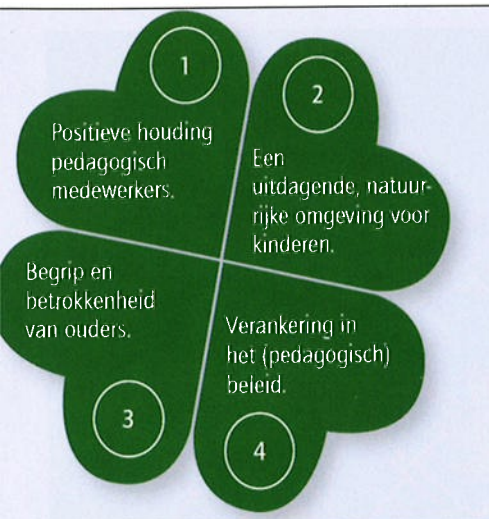 1
Positieve houding
pedagogisch
medewerkers.
2
Een
uitdagende, natuur-
rijke omgeving voor
kinderen.
Begrip en
betrokkenheid
van ouders.
3
Verankering in
het (pedagogisch)
beleid.
4